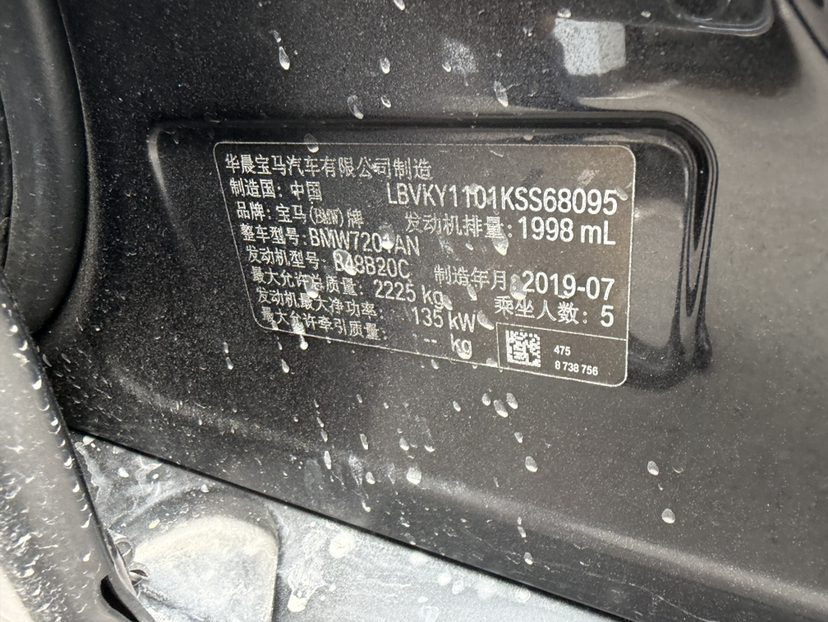 华晨宝马汽车有限公司制造
制造国: 中国 LBVKY1101KSS68095
品牌: 宝马(BMW)牌 发动机排量: 1998 mL
整车型号: BMW7201AN
发动机型号: B48B20C 制造年月: 2019-07
最大允许总质量: 2225 kg 乘坐人数: 5
发动机最大净功率: 135 kW
最大允许牵引质量: -- kg
475
8 738 756